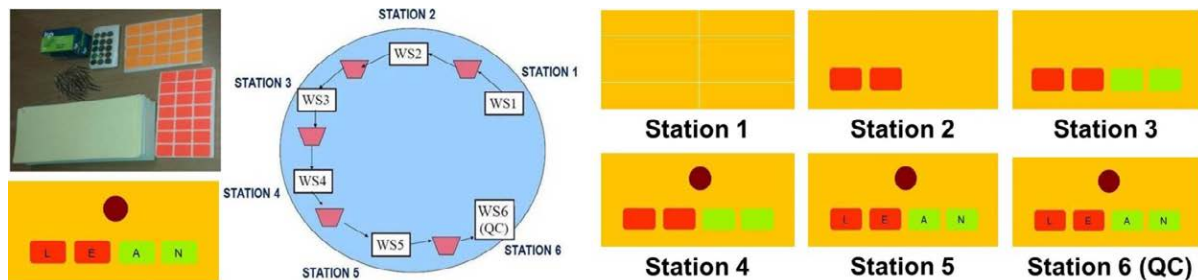 STATION 2
STATION 1
STATION 3
STATION 4
STATION 5
STATION 6
WS1
WS2
WS3
WS4
WS5
WS6
(QC)
L E A N
Station 1
Station 2
Station 3
Station 4
L E A N
Station 5
L E A N
Station 6 (QC)